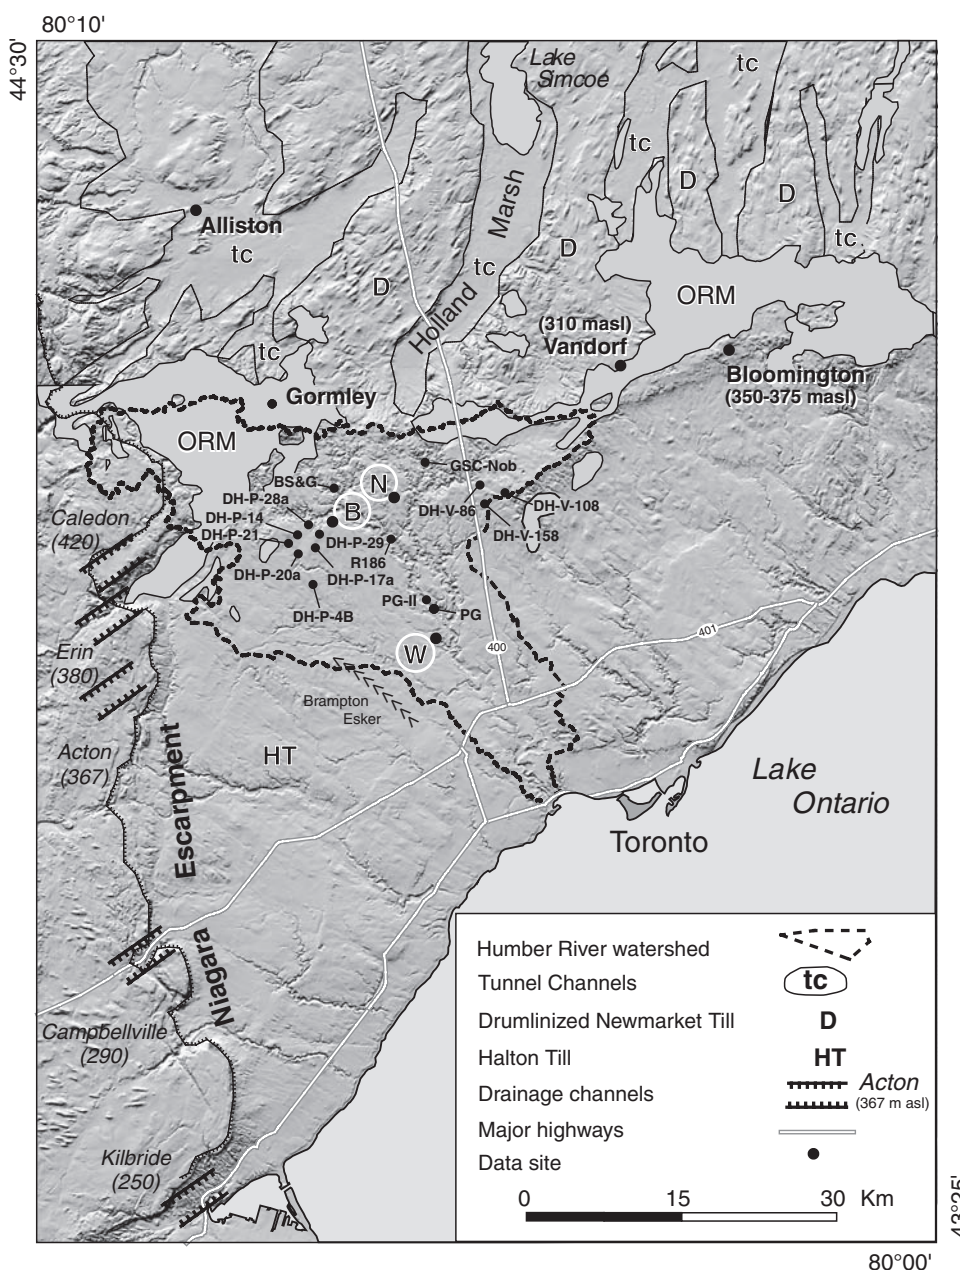 80°10'
44°30'
Lake
Simcoe
tc
tc
D
D
Alliston
tc
Marsh
tc
D
tc
D
Holland
ORM
(310 masl)
Vandorf
tc
Bloomington
(350-375 masl)
Gormley
ORM
GSC-Nob
BS&G
N
DH-P-28a
B
DH-V-86
DH-V-108
Caledon
(420)
DH-P-14
DH-P-21
DH-P-29
DH-V-158
R186
DH-P-20a
DH-P-17a
PG-II
PG
DH-P-4B
401
W
400
Erin
(380)
Brampton
Esker
Acton
(367)
HT
Niagara Escarpment
Lake
Ontario
Toronto
Campbellville
(290)
Kilbride
(250)
Humber River watershed
Tunnel Channels
tc
Drumlinized Newmarket Till
D
Halton Till
HT
Drainage channels
Acton
(367 m asl)
Major highways
Data site
0 15 30 Km
43°25'
80°00'